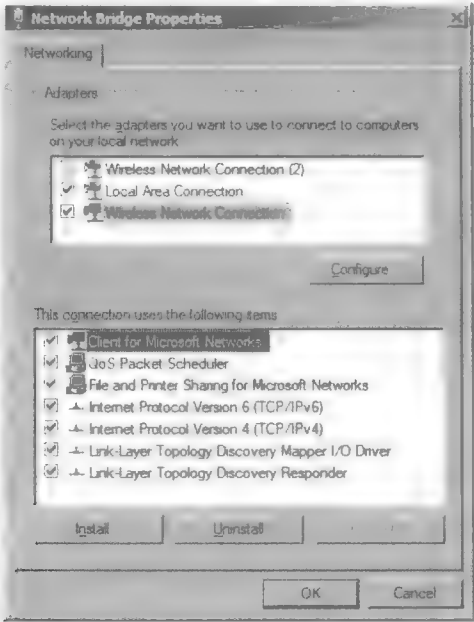 Network Bridge Properties
Networking
Adapters
Select the adapters you want to use to connect to computers
on your local network
Wireless Network Connection (2)
Local Area Connection
Wireless Network Connection
Configure
This connection uses the following items
Client for Microsoft Networks
QoS Packet Scheduler
File and Printer Sharing for Microsoft Networks
Internet Protocol Version 6 (TCP/IPv6)
Internet Protocol Version 4 (TCP/IPv4)
Link-Layer Topology Discovery Mapper I/O Driver
Link-Layer Topology Discovery Responder
Install Uninstall
OK Cancel